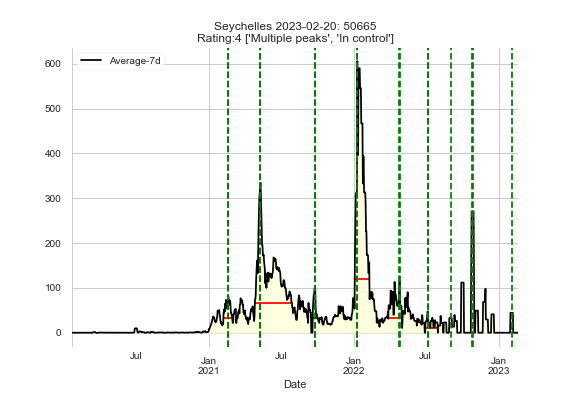 Seychelles 2023-02-20: 50665
Rating:4 ['Multiple peaks', 'In control']
Average-7d
600
500
400
300
200
100
0
Jul
Jan
2021
Jul
Jan
2022
Jul
Jan
2023
Date